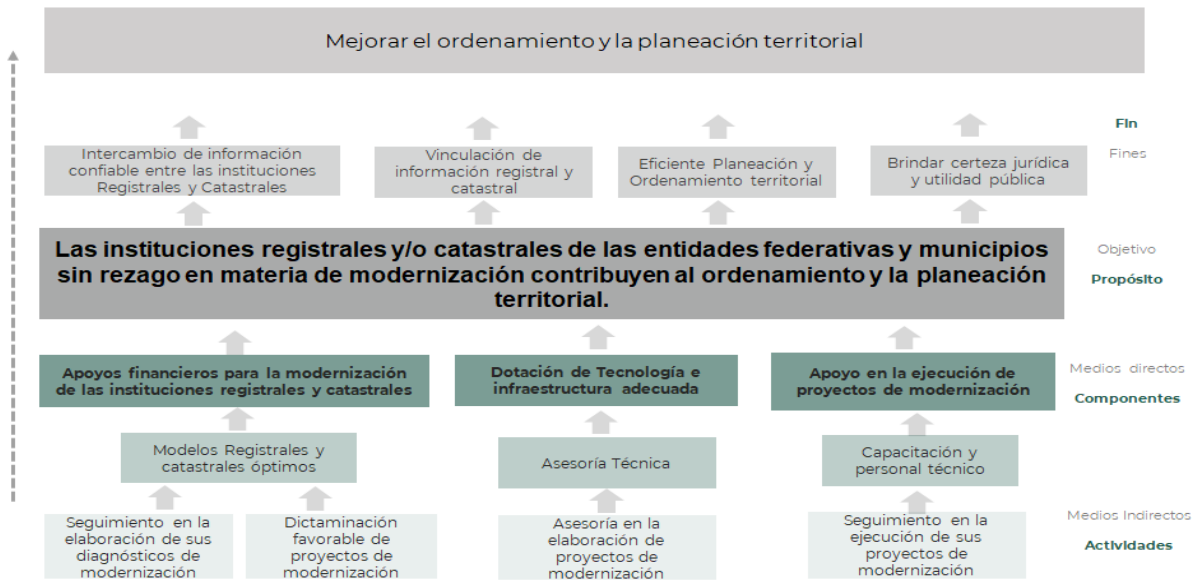 Mejorar el ordenamiento y la planeación territorial
Fin
Fines
Intercambio de información
confiable entre las instituciones
Registrales y Catastrales
Vinculación de
información registral y
catastral
Eficiente Planeación y
Ordenamiento territorial
Brindar certeza jurídica
y utilidad pública
Las instituciones registrales y/o catastrales de las entidades federativas y municipios
sin rezago en materia de modernización contribuyen al ordenamiento y la planeación
territorial.
Objetivo
Propósito
Apoyos financieros para la modernización
de las instituciones registrales y catastrales
Dotación de Tecnología e
infraestructura adecuada
Apoyo en la ejecución de
proyectos de modernización
Medios directos
Componentes
Modelos Registrales y
catastrales óptimos
Asesoría Técnica
Capacitación y
personal técnico
Seguimiento en la
elaboración de sus
diagnósticos de
modernización
Dictaminación
favorable de
proyectos de
modernización
Asesoría en la
elaboración de
proyectos de
modernización
Seguimiento en la
ejecución de sus
proyectos de
modernización
Medios Indirectos
Actividades